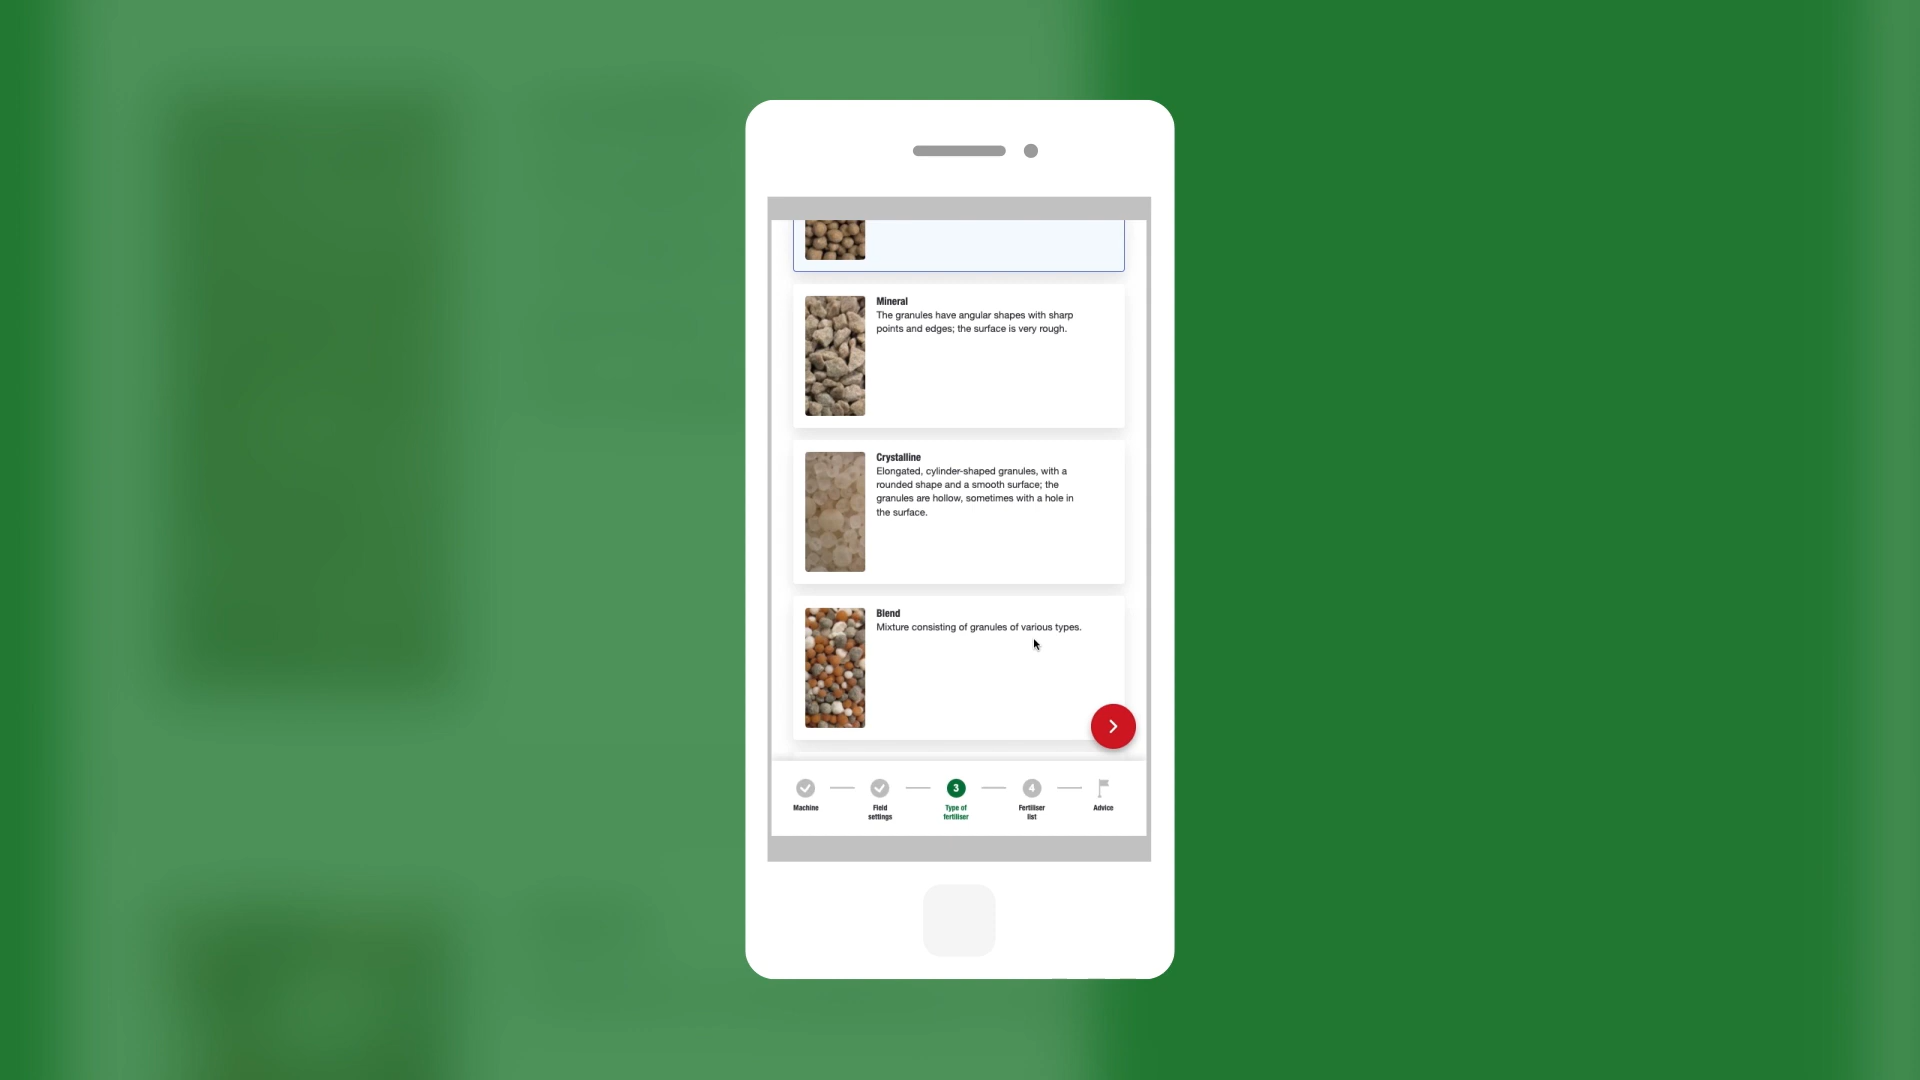 Mineral
The granules have angular shapes with sharp
points and edges; the surface is very rough.
Crystalline
Elongated, cylinder-shaped granules, with a
rounded shape and a smooth surface; the
granules are hollow, sometimes with a hole in
the surface.
Blend
Mixture consisting of granules of various types.
3
4
Machine
Field
settings
Type of
fertiliser
Fertiliser
list
Advice